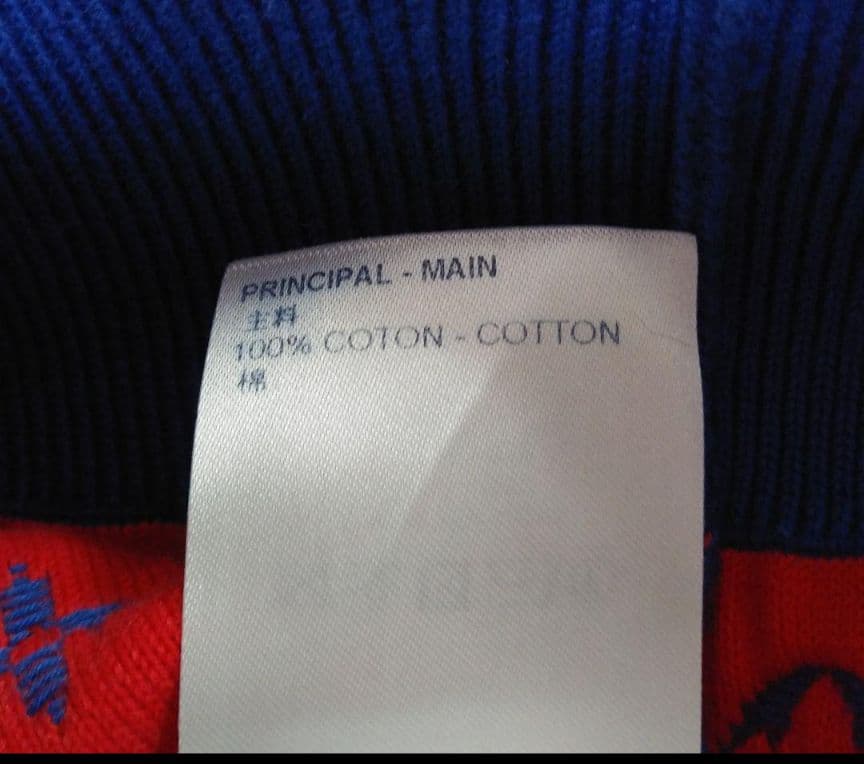 PRINCIPAL - MAIN
主料
100% COTON - COTTON
棉